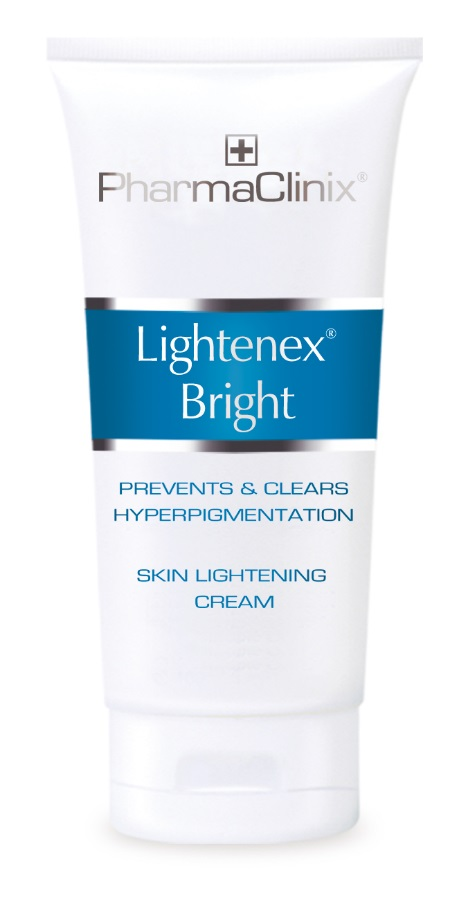 PharmaClinix®
Lightenex®
Bright
PREVENTS & CLEARS
HYPERPIGMENTATION
SKIN LIGHTENING
CREAM